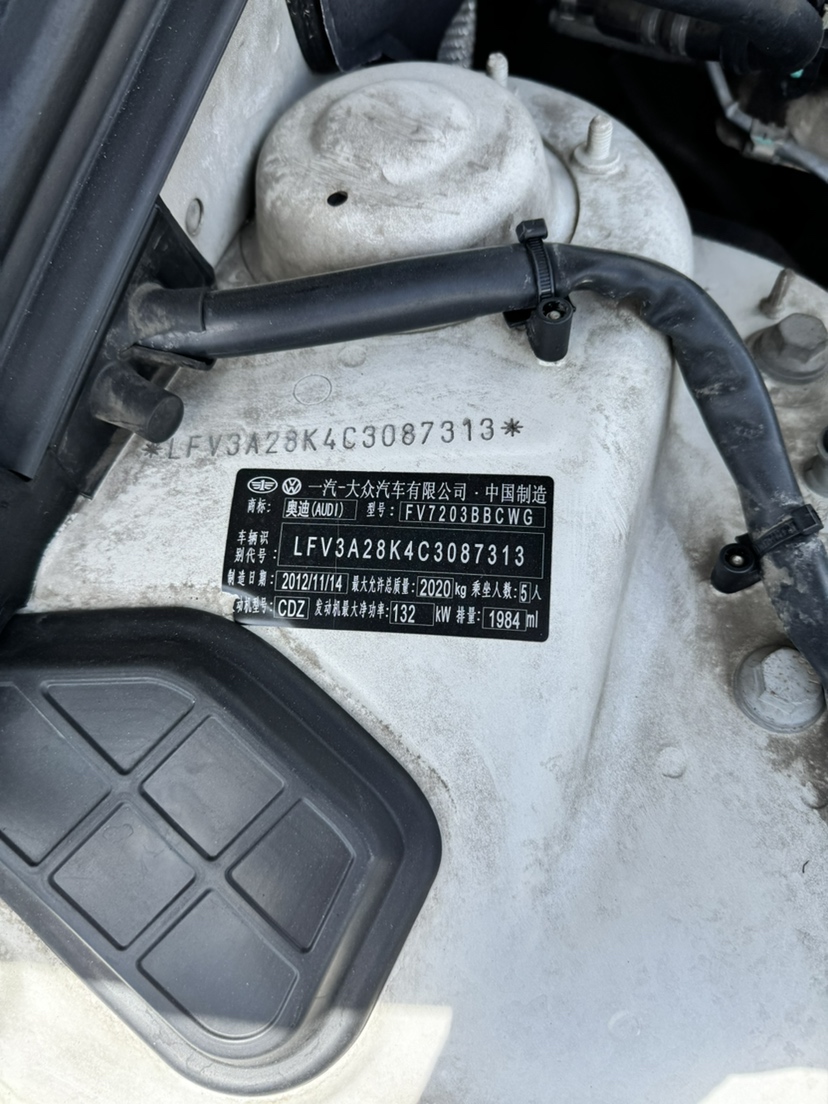 *LFV3A28K4C3087313*
一汽-大众汽车有限公司·中国制造
商标: 奥迪(AUDI) 型号: FV7203BBCWG
车辆识别代号: LFV3A28K4C3087313
制造日期: 2012/11/14 最大允许总质量: 2020 kg 乘坐人数: 5 人
动机型号: CDZ 发动机最大净功率: 132 kW 排量: 1984 ml